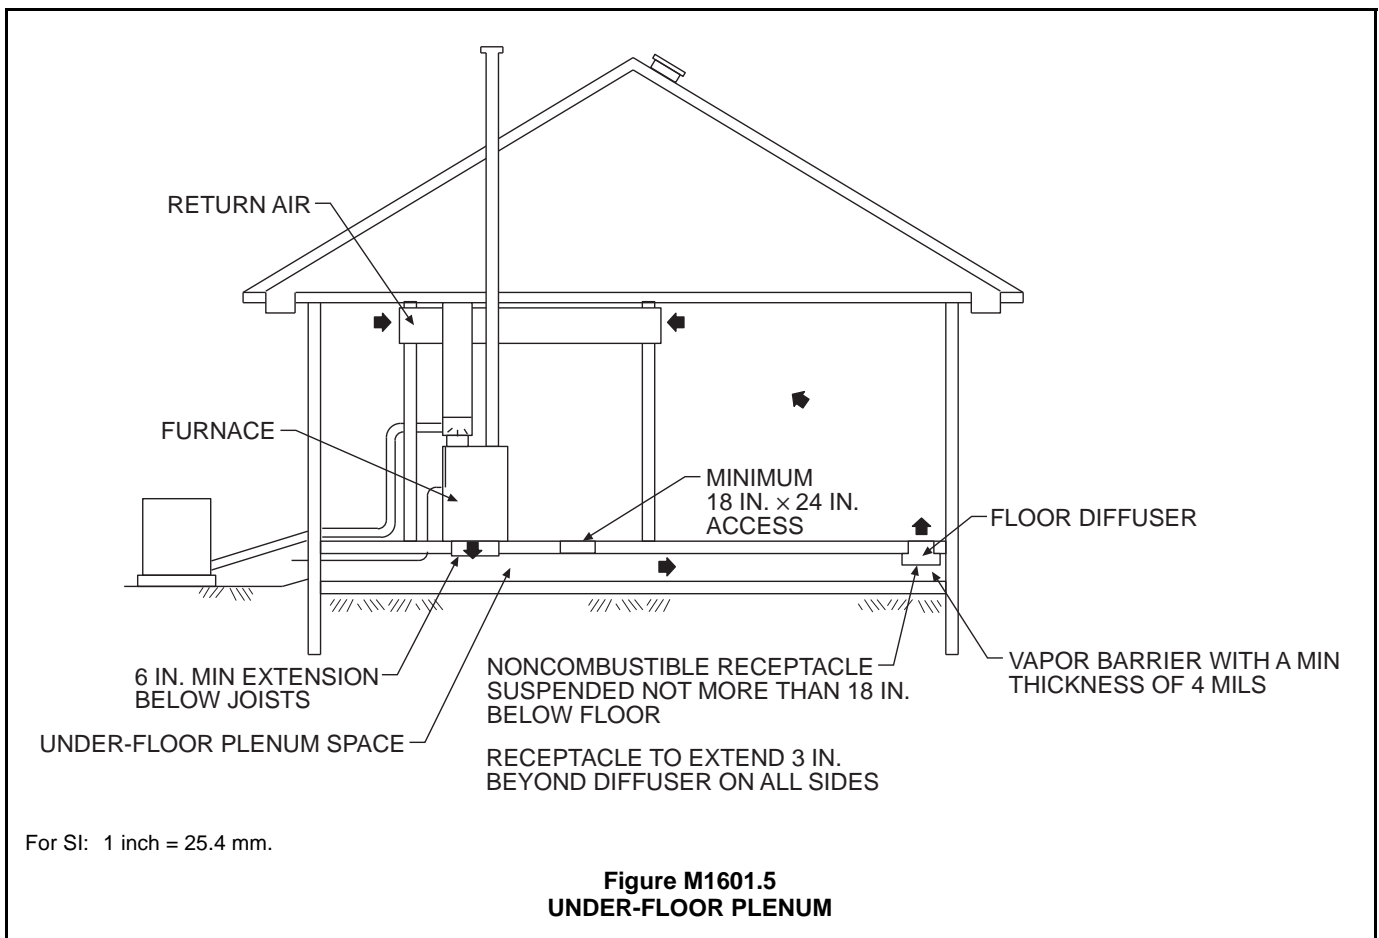 RETURN AIR
FURNACE
MINIMUM
18 IN. × 24 IN.
ACCESS
FLOOR DIFFUSER
6 IN. MIN EXTENSION
BELOW JOISTS
NONCOMBUSTIBLE RECEPTACLE
SUSPENDED NOT MORE THAN 18 IN.
BELOW FLOOR
VAPOR BARRIER WITH A MIN
THICKNESS OF 4 MILS
UNDER-FLOOR PLENUM SPACE
RECEPTACLE TO EXTEND 3 IN.
BEYOND DIFFUSER ON ALL SIDES
For SI: 1 inch = 25.4 mm.
Figure M1601.5
UNDER-FLOOR PLENUM